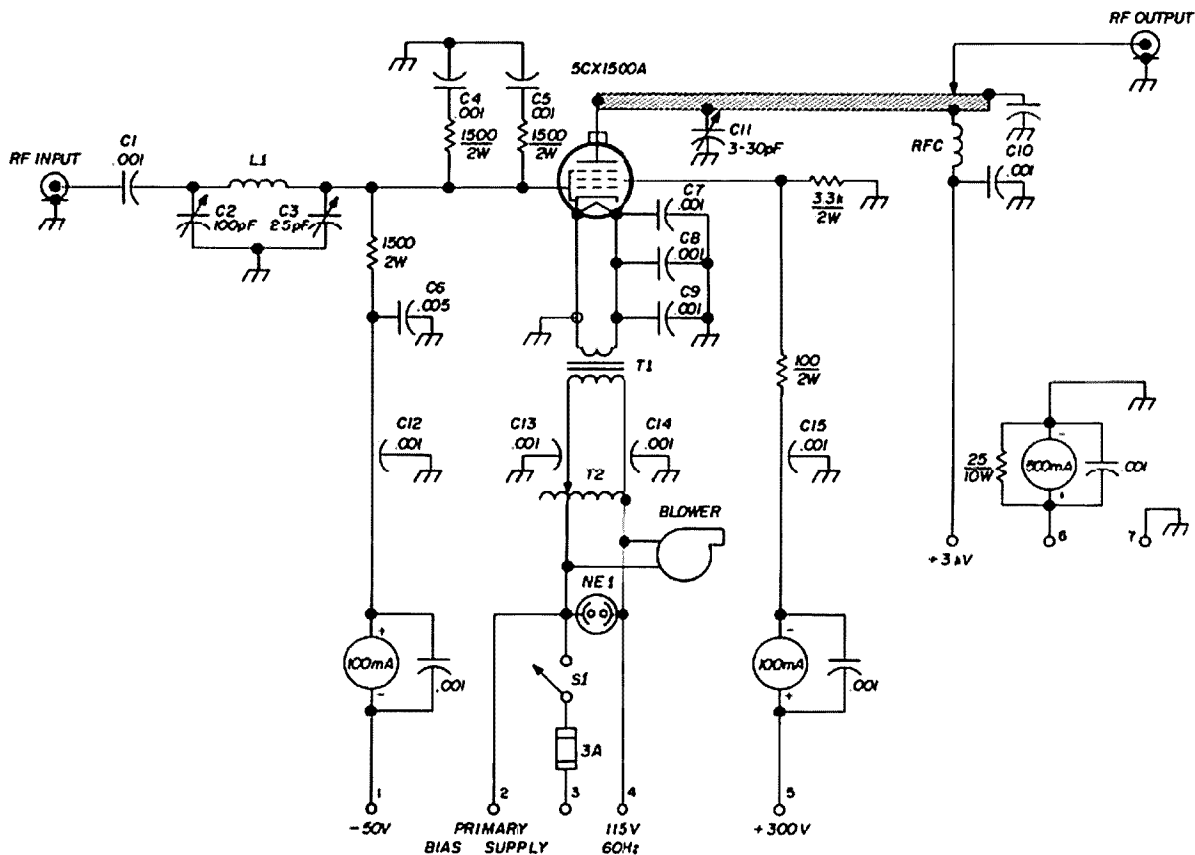 RF OUTPUT
5CX1500A
C4
.001
C5
.001
1500
2W
1500
2W
C11
3-30pF
RFC
C10
.001
C1
.001
L1
RF INPUT
C2
100pF
C3
25pF
C7
.001
3.3k
2W
1500
2W
C8
.001
C6
.005
C9
.001
T1
100
2W
C12
.001
C13
.001
C14
.001
C15
.001
25
10W
500mA
-
+
.001
T2
BLOWER
6
7
+3kV
NE1
+
100mA
-
.001
S1
-
100mA
+
.001
3A
1
2
3
4
5
-50V
PRIMARY
BIAS SUPPLY
115V
60Hz
+300V